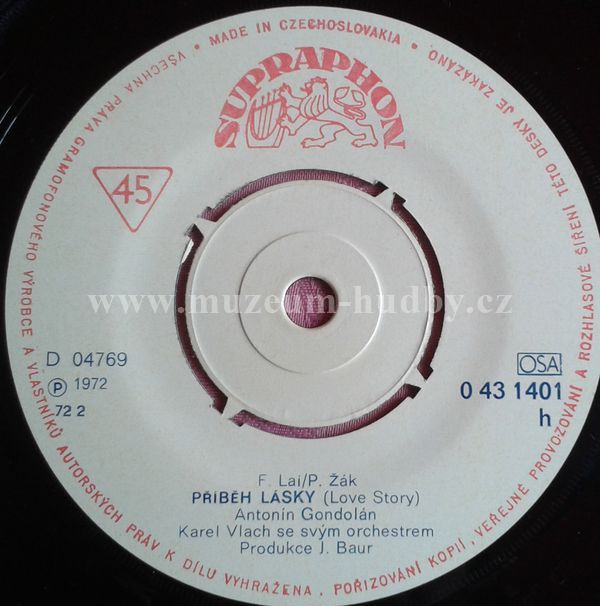 VŠECHNA PRÁVA GRAMOFONOVÉHO VÝROBCE A VLASTNÍKŮ AUTORSKÝCH PRÁV K DÍLU VYHRAŽENA. POŘIZOVÁNÍ KOPIÍ, VEŘEJNÉ PROVOZOVÁNÍ A ROZHLASOVÉ ŠÍŘENÍ TÉTO DESKY JE ZAKÁZÁNO
• MADE IN CZECHOSLOVAKIA •
SUPRAPHON
45
www.muzeum-hudby.cz
D 04769
℗ 1972
72 2
OSA
0 43 1401
h
F. Lai/P. Žák
PŘÍBĚH LÁSKY (Love Story)
Antonín Gondolán
Karel Vlach se svým orchestrem
Produkce J. Baur